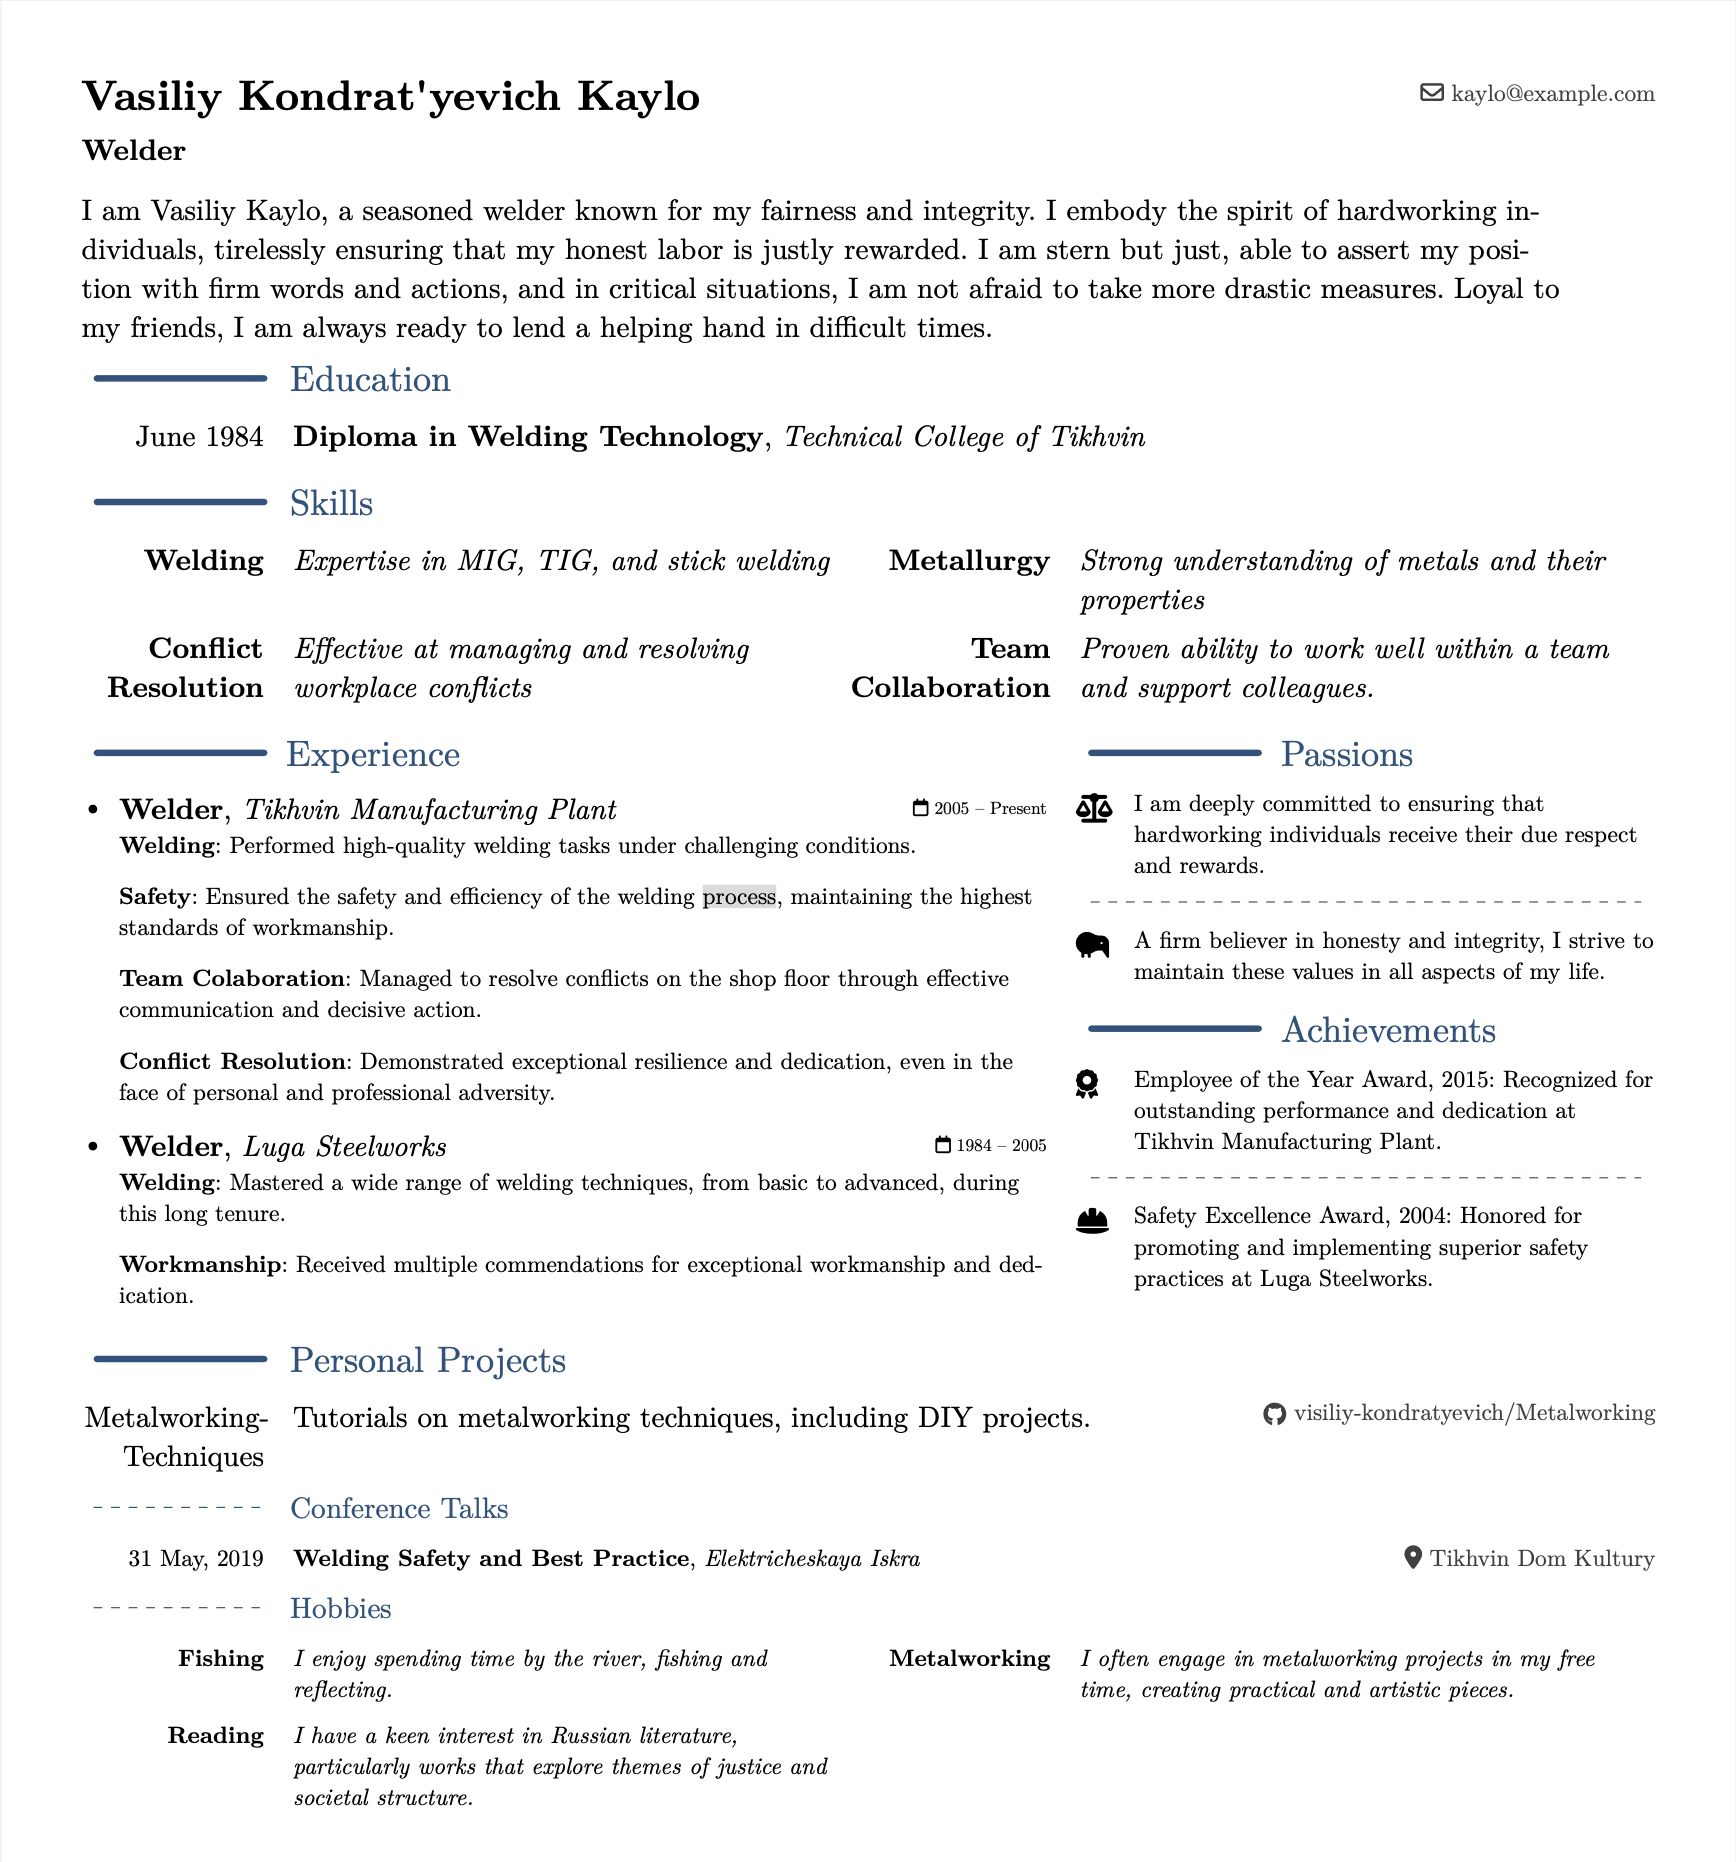 Vasiliy Kondrat'yevich Kaylo
kaylo@example.com
Welder
I am Vasiliy Kaylo, a seasoned welder known for my fairness and integrity. I embody the spirit of hardworking in-
dividuals, tirelessly ensuring that my honest labor is justly rewarded. I am stern but just, able to assert my posi-
tion with firm words and actions, and in critical situations, I am not afraid to take more drastic measures. Loyal to
my friends, I am always ready to lend a helping hand in difficult times.
Education
June 1984 Diploma in Welding Technology, Technical College of Tikhvin
Skills
Welding Expertise in MIG, TIG, and stick welding
Metallurgy Strong understanding of metals and their
properties
Conflict Effective at managing and resolving
Resolution workplace conflicts
Team Proven ability to work well within a team
Collaboration and support colleagues.
Experience
• Welder, Tikhvin Manufacturing Plant 2005 – Present
Welding: Performed high-quality welding tasks under challenging conditions.
Safety: Ensured the safety and efficiency of the welding process, maintaining the highest
standards of workmanship.
Team Colaboration: Managed to resolve conflicts on the shop floor through effective
communication and decisive action.
Conflict Resolution: Demonstrated exceptional resilience and dedication, even in the
face of personal and professional adversity.
• Welder, Luga Steelworks 1984 – 2005
Welding: Mastered a wide range of welding techniques, from basic to advanced, during
this long tenure.
Workmanship: Received multiple commendations for exceptional workmanship and ded-
ication.
Passions
I am deeply committed to ensuring that
hardworking individuals receive their due respect
and rewards.
A firm believer in honesty and integrity, I strive to
maintain these values in all aspects of my life.
Achievements
Employee of the Year Award, 2015: Recognized for
outstanding performance and dedication at
Tikhvin Manufacturing Plant.
Safety Excellence Award, 2004: Honored for
promoting and implementing superior safety
practices at Luga Steelworks.
Personal Projects
Metalworking- Tutorials on metalworking techniques, including DIY projects. visiliy-kondratyevich/Metalworking
Techniques
Conference Talks
31 May, 2019 Welding Safety and Best Practice, Elektricheskaya Iskra Tikhvin Dom Kultury
Hobbies
Fishing I enjoy spending time by the river, fishing and
reflecting.
Metalworking I often engage in metalworking projects in my free
time, creating practical and artistic pieces.
Reading I have a keen interest in Russian literature,
particularly works that explore themes of justice and
societal structure.